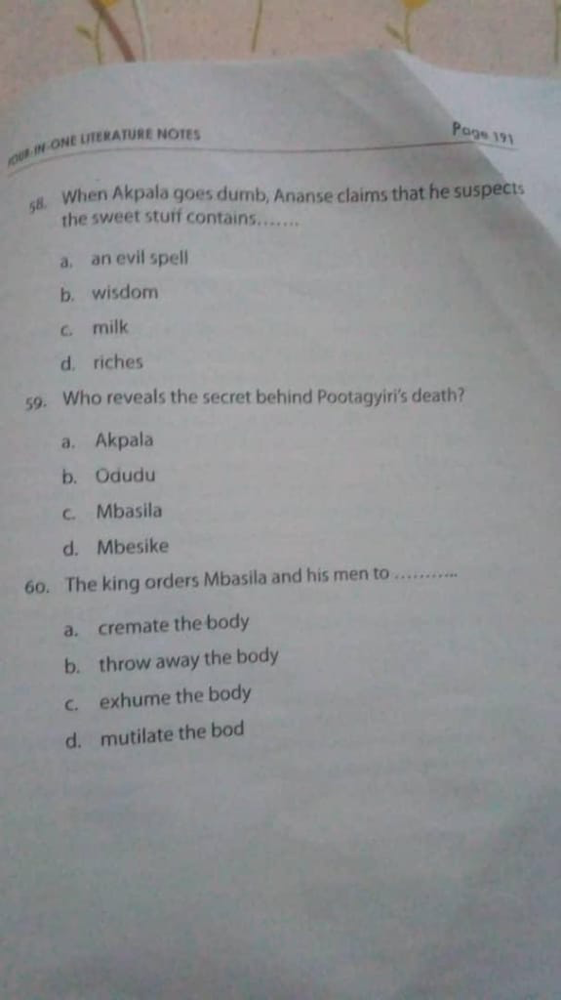 FOUR-IN-ONE LITERATURE NOTES
Page 191
58. When Akpala goes dumb, Ananse claims that he suspects
the sweet stuff contains.......
a. an evil spell
b. wisdom
c. milk
d. riches
59. Who reveals the secret behind Pootagyiri's death?
a. Akpala
b. Odudu
c. Mbasila
d. Mbesike
60. The king orders Mbasila and his men to ...........
a. cremate the body
b. throw away the body
c. exhume the body
d. mutilate the bod